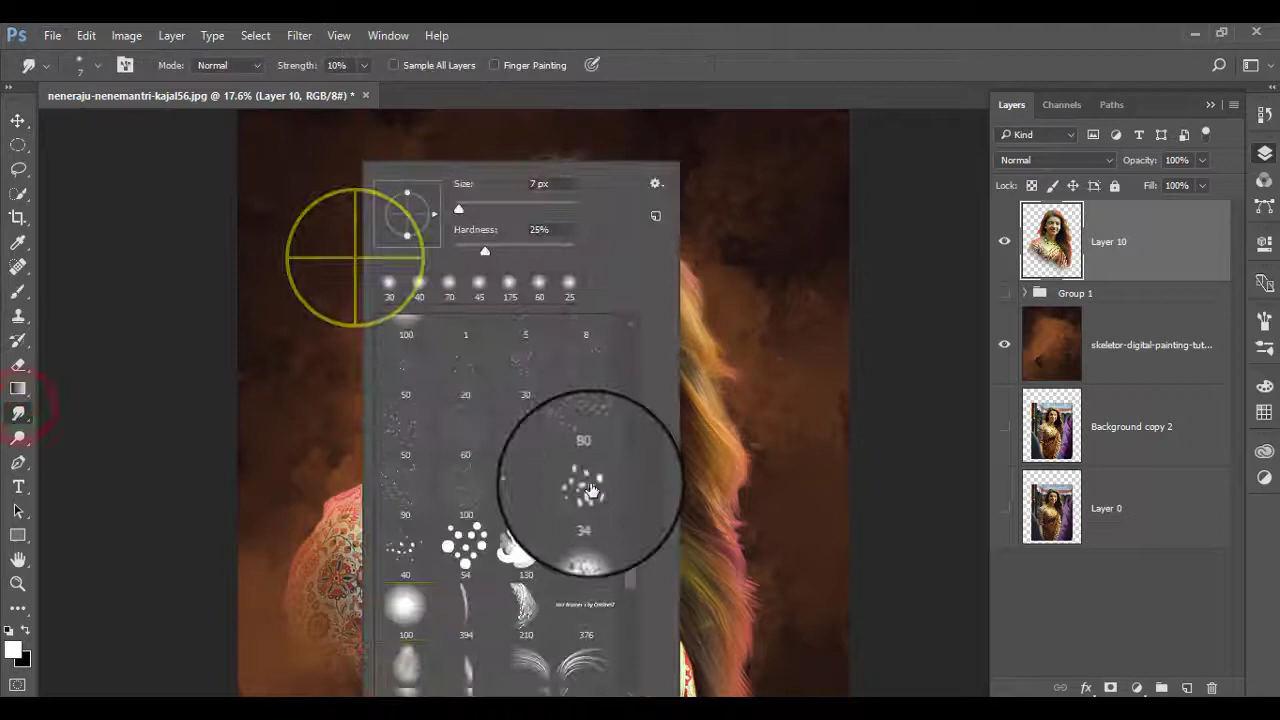 Ps File Edit Image Layer Type Select Filter View Window Help
7 Mode: Normal Strength: 10% Sample All Layers Finger Painting
neneraju-nenemantri-kajal56.jpg @ 17.6% (Layer 10, RGB/8#) * ×
Layers Channels Paths
Kind
Normal Opacity: 100%
Lock: Fill: 100%
Layer 10
Group 1
skeletor-digital-painting-tut...
Background copy 2
Layer 0
Size: 7 px
Hardness: 25%
30 40 70 45 175 60 25
100 1 5 8
50 20 30
80
50 60
34
90 100
40 54 130
100 394 210 376